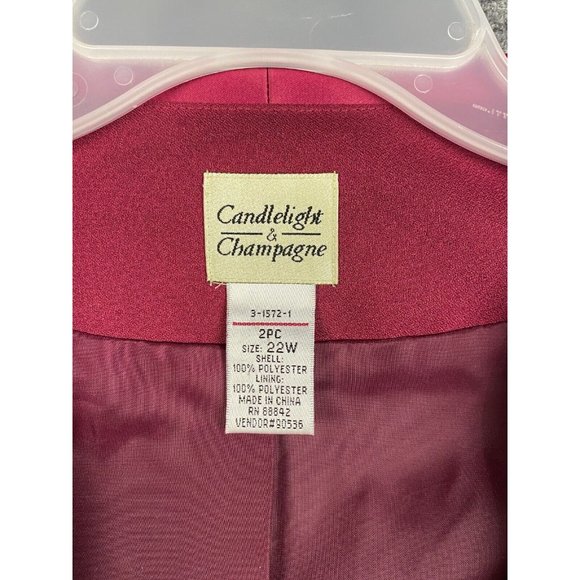 Candlelight
&
Champagne
3-1572-1
2PC
SIZE: 22W
SHELL:
100% POLYESTER
LINING:
100% POLYESTER
MADE IN CHINA
RN 88842
VENDOR#90536